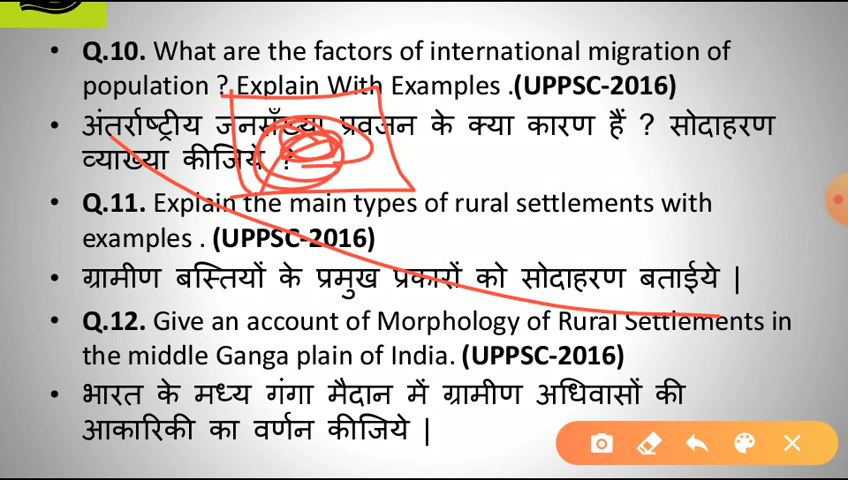 Q.10. What are the factors of international migration of
population ? Explain With Examples .(UPPSC-2016)
अंतर्राष्ट्रीय जनसँख्या प्रवजन के क्या कारण हैं ? सोदाहरण
व्याख्या कीजिये ?
Q.11. Explain the main types of rural settlements with
examples . (UPPSC-2016)
ग्रामीण बस्तियों के प्रमुख प्रकारों को सोदाहरण बताईये |
Q.12. Give an account of Morphology of Rural Settlements in
the middle Ganga plain of India. (UPPSC-2016)
भारत के मध्य गंगा मैदान में ग्रामीण अधिवासों की
आकारिकी का वर्णन कीजिये |